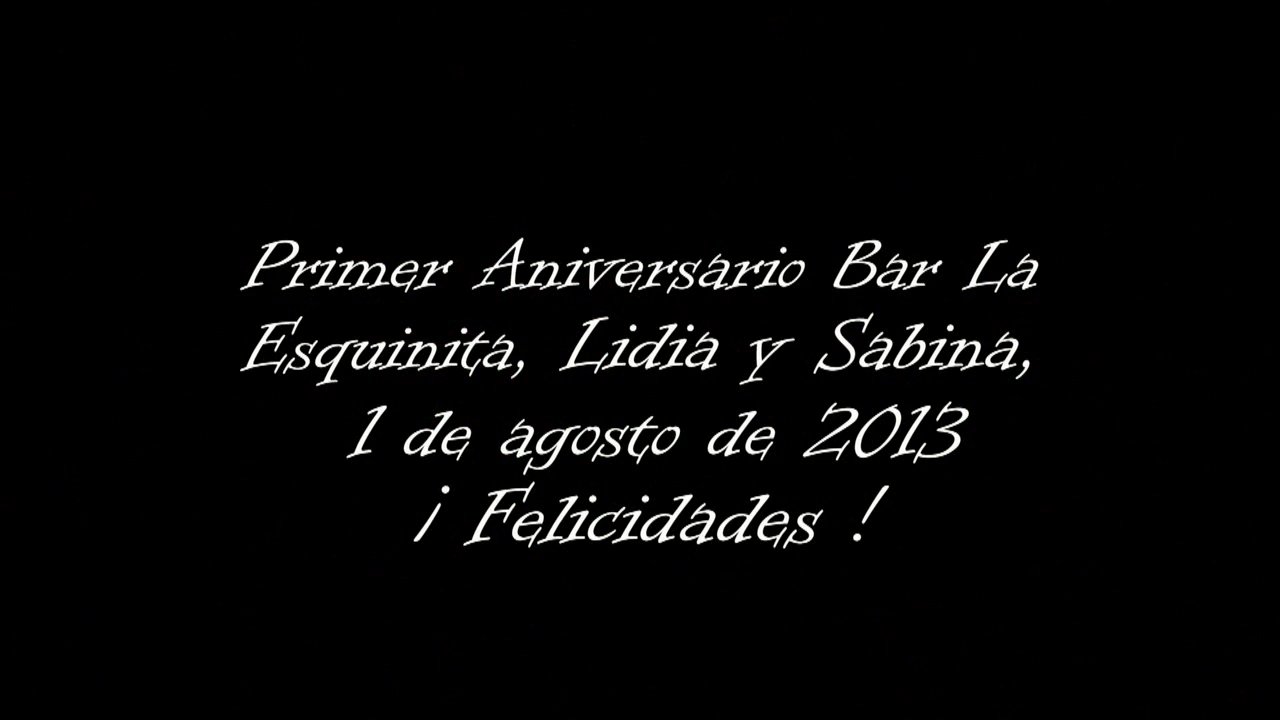 Primer Aniversario Bar La
Esquinita, Lidia y Sabina,
1 de agosto de 2013
¡ Felicidades !